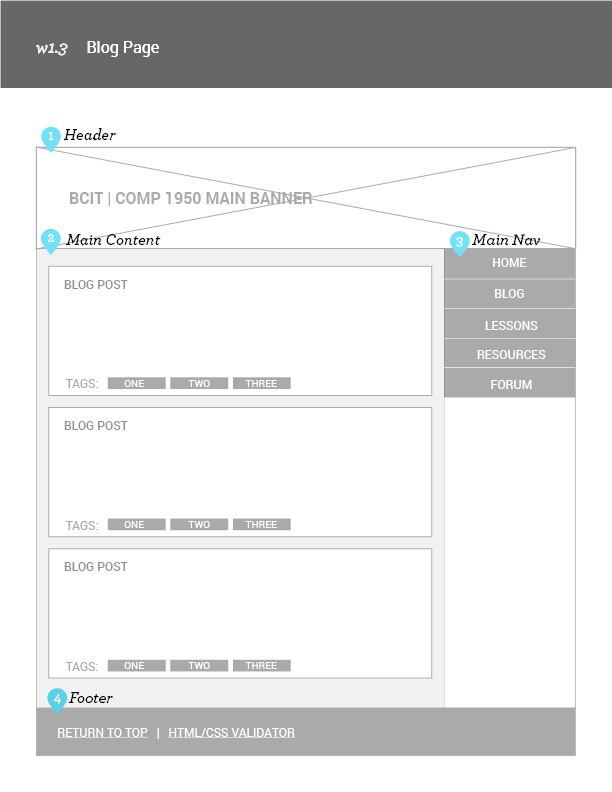 w1.3 Blog Page
1 Header
BCIT | COMP 1950 MAIN BANNER
2 Main Content
3 Main Nav
HOME
BLOG
LESSONS
RESOURCES
FORUM
BLOG POST
TAGS: ONE TWO THREE
BLOG POST
TAGS: ONE TWO THREE
BLOG POST
TAGS: ONE TWO THREE
4 Footer
RETURN TO TOP | HTML/CSS VALIDATOR